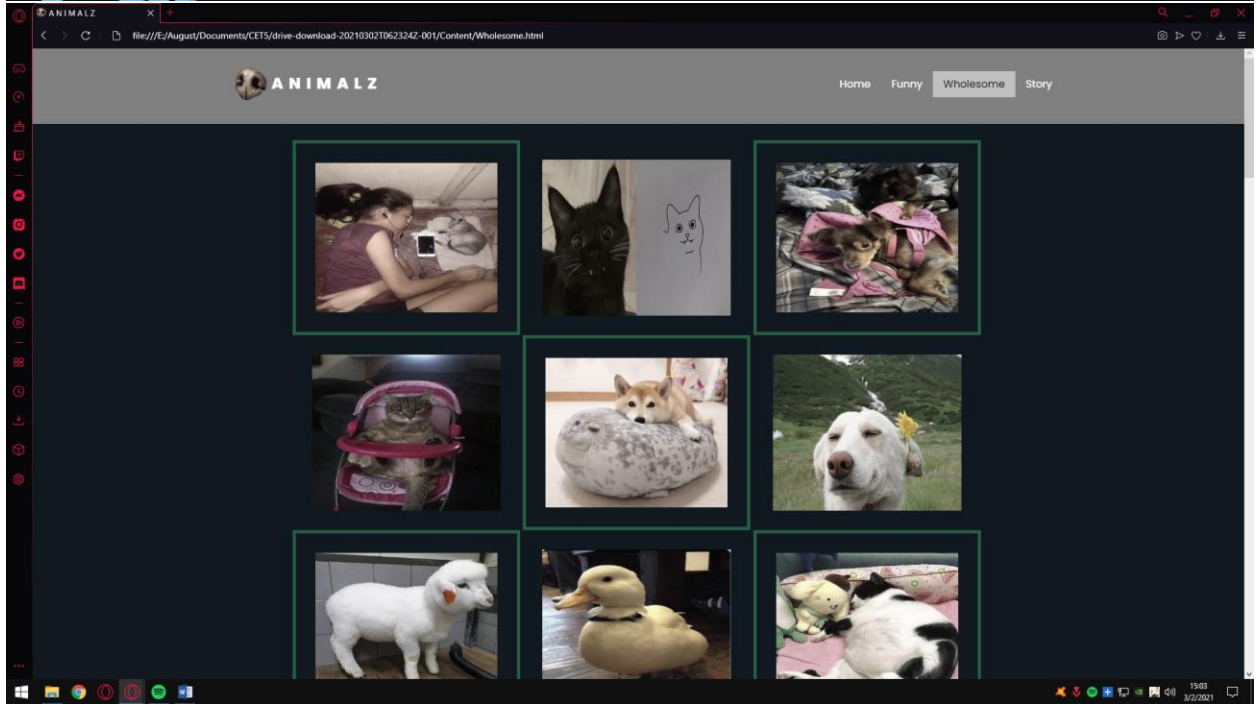 ANIMALZ
file:///E:/August/Documents/CETS/drive-download-20210302T062324Z-001/Content/Wholesome.html
ANIMALZ
Home Funny Wholesome Story
15:03
3/2/2021